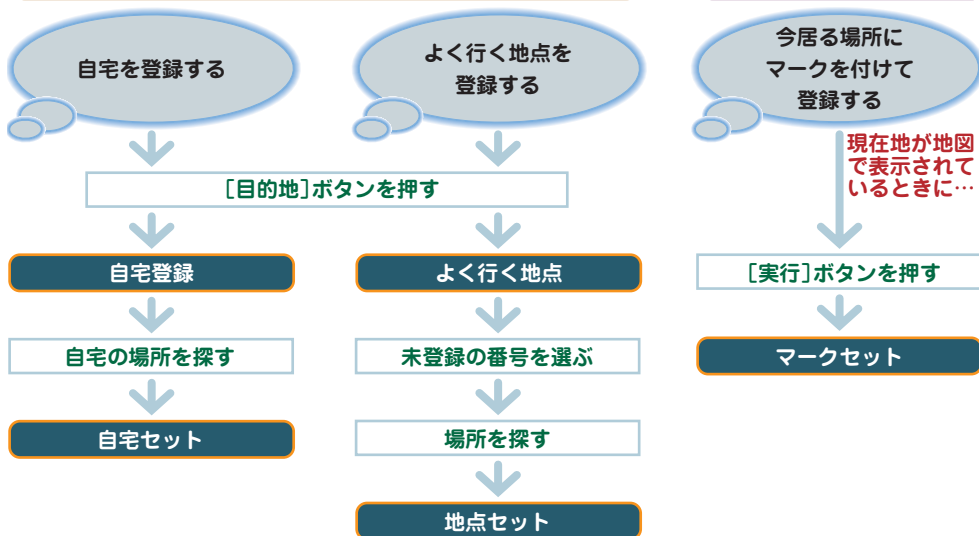 自宅を登録する
よく行く地点を
登録する
今居る場所に
マークを付けて
登録する
現在地が地図
で表示されて
いるときに…
［目的地］ボタンを押す
自宅登録
よく行く地点
［実行］ボタンを押す
自宅の場所を探す
未登録の番号を選ぶ
マークセット
自宅セット
場所を探す
地点セット